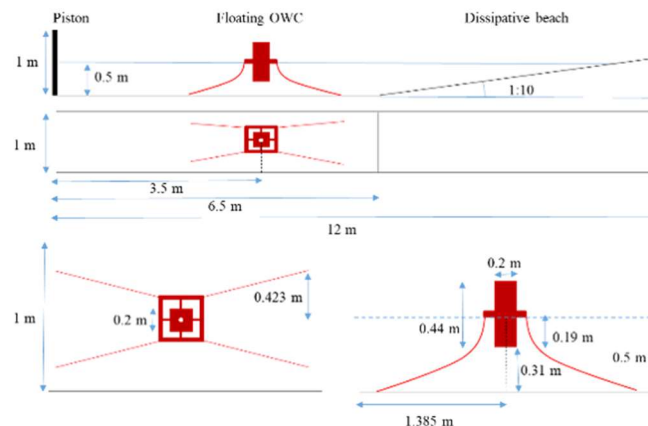 Piston Floating OWC Dissipative beach
1 m
0.5 m
1:10
1 m
3.5 m
6.5 m
12 m
1 m
0.2 m
0.423 m
0.2 m
0.44 m
0.19 m
0.5 m
0.31 m
1.385 m